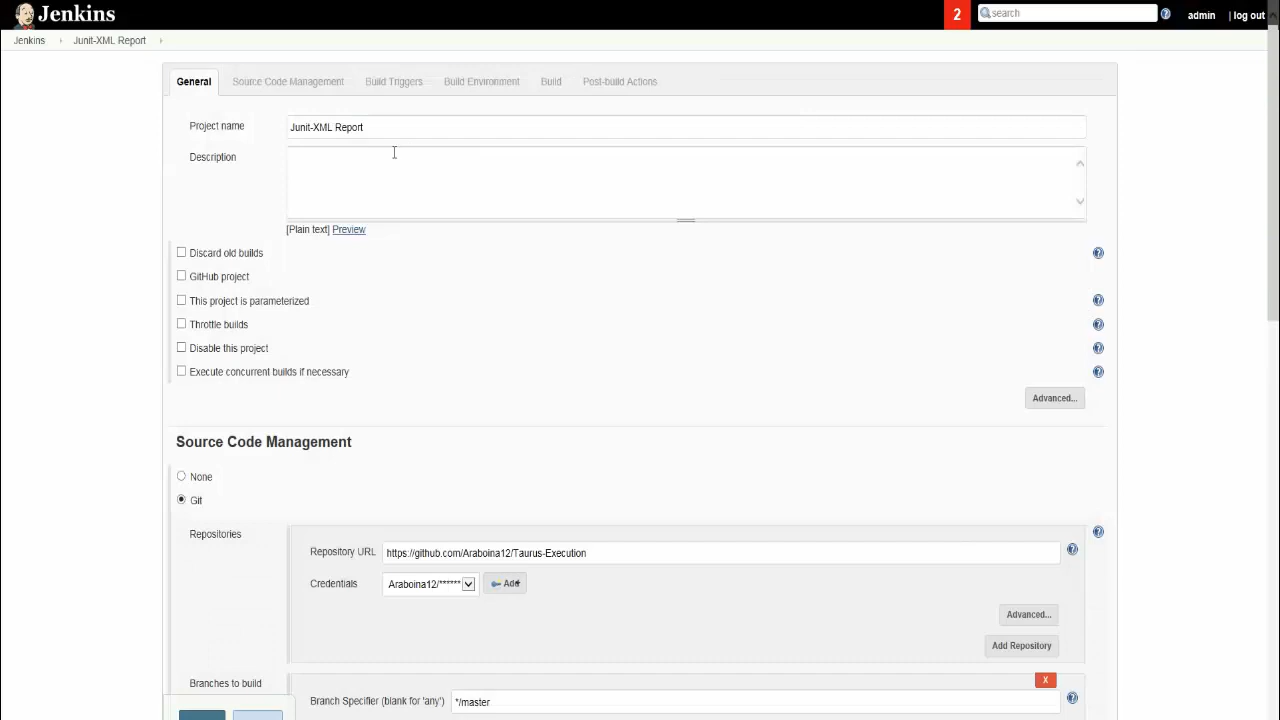 Jenkins
2
search
admin
| log out
Jenkins
Junit-XML Report
General
Source Code Management
Build Triggers
Build Environment
Build
Post-build Actions
Project name
Junit-XML Report
Description
[Plain text] Preview
Discard old builds
GitHub project
This project is parameterized
Throttle builds
Disable this project
Execute concurrent builds if necessary
Advanced...
Source Code Management
None
Git
Repositories
Repository URL
https://github.com/Araboina12/Taurus-Execution
Credentials
Araboina12/******
Add
Advanced...
Add Repository
Branches to build
X
Branch Specifier (blank for 'any')
*/master